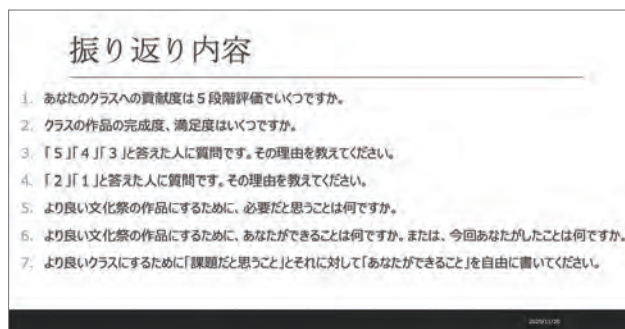 振り返り内容
1. あなたのクラスへの貢献度は5段階評価でいくつですか。
2. クラスの作品の完成度、満足度はいくつですか。
3. 「5」「4」「3」と答えた人に質問です。その理由を教えてください。
4. 「2」「1」と答えた人に質問です。その理由を教えてください。
5. より良い文化祭の作品にするために、必要だと思うことは何ですか。
6. より良い文化祭の作品にするために、あなたができることは何ですか。または、今回あなたがしたことは何ですか。
7. より良いクラスにするために「課題だと思うこと」とそれに対して「あなたができること」を自由に書いてください。